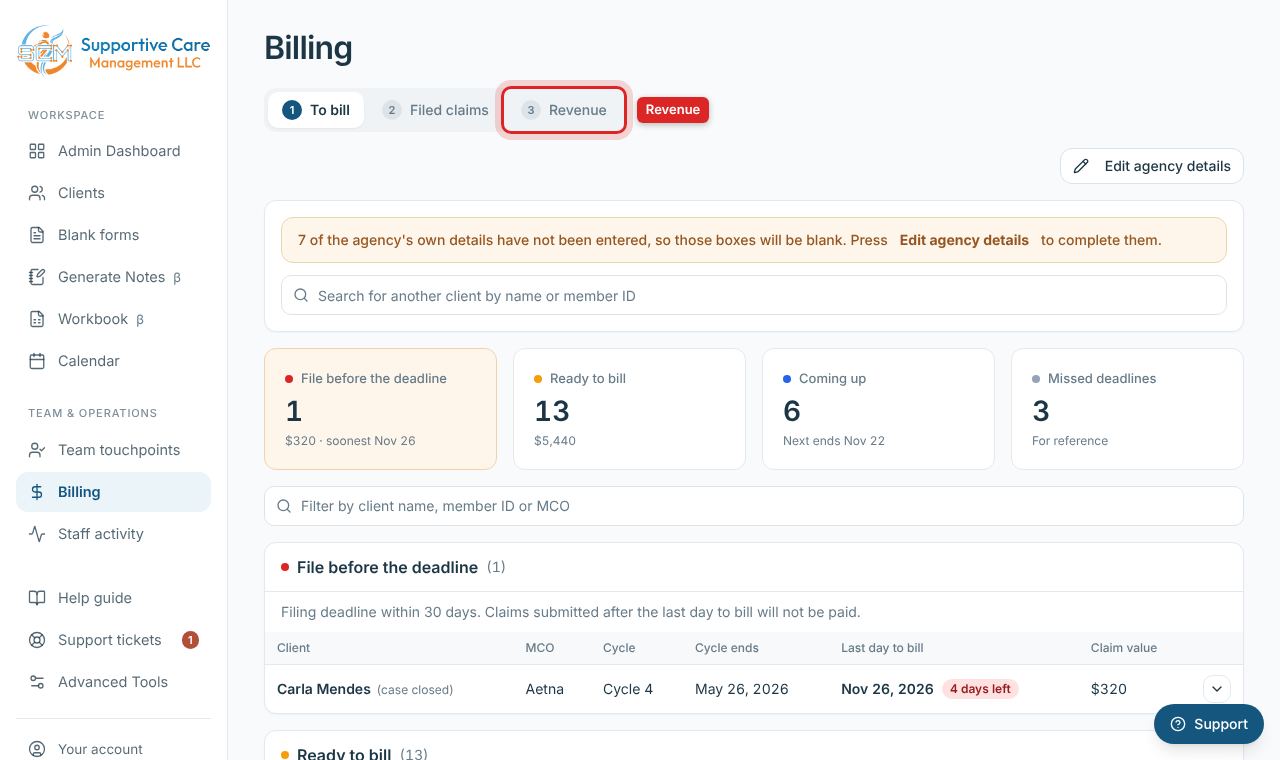 SCM
Supportive Care
Management LLC
WORKSPACE
Admin Dashboard
Clients
Blank forms
Generate Notes β
Workbook β
Calendar
TEAM & OPERATIONS
Team touchpoints
Billing
Staff activity
Help guide
Support tickets 1
Advanced Tools
Your account
Billing
1 To bill 2 Filed claims 3 Revenue Revenue
Edit agency details
7 of the agency's own details have not been entered, so those boxes will be blank. Press Edit agency details to complete them.
Search for another client by name or member ID
File before the deadline
1
$320 · soonest Nov 26
Ready to bill
13
$5,440
Coming up
6
Next ends Nov 22
Missed deadlines
3
For reference
Filter by client name, member ID or MCO
File before the deadline (1)
Filing deadline within 30 days. Claims submitted after the last day to bill will not be paid.
Client MCO Cycle Cycle ends Last day to bill Claim value
Carla Mendes (case closed) Aetna Cycle 4 May 26, 2026 Nov 26, 2026 4 days left $320
Support
Ready to bill (13)